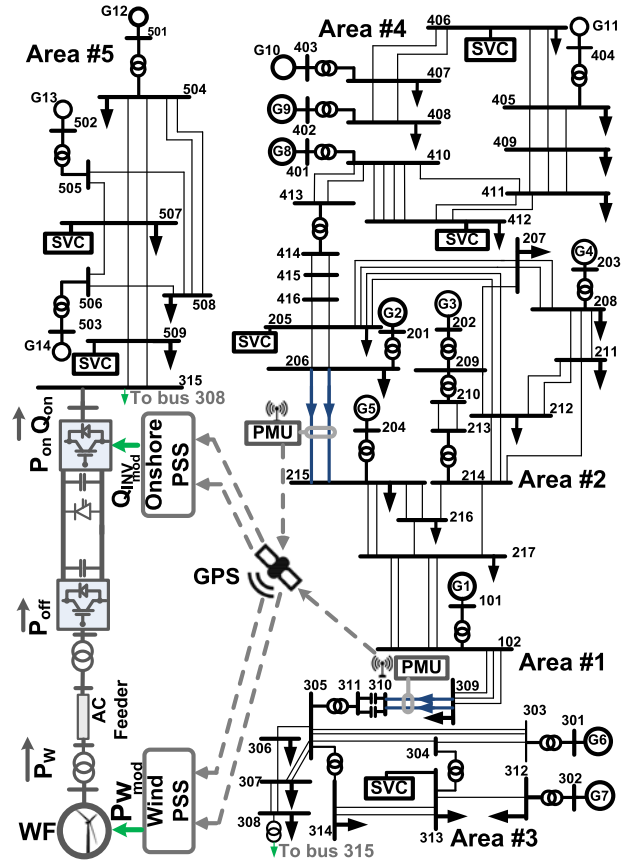 G12
501
Area #5
504
G13
502
505
507
SVC
506
508
503
509
G14
SVC
315
To bus 308
Area #4
406
SVC
G11
404
G10
403
407
405
G9
402
408
409
G8
401
410
411
413
412
SVC
414
415
416
207
G4
203
208
205
G2
201
G3
202
SVC
209
211
206
210
212
PMU
G5
204
213
215
214
Area #2
216
217
G1
101
102
Area #1
Pon Qon
QINVmod
Onshore PSS
GPS
Poff
AC Feeder
PW
PWmod
Wind PSS
WF
PMU
305
311
310
309
303
301
G6
306
304
307
SVC
312
302
G7
308
314
313
Area #3
To bus 315